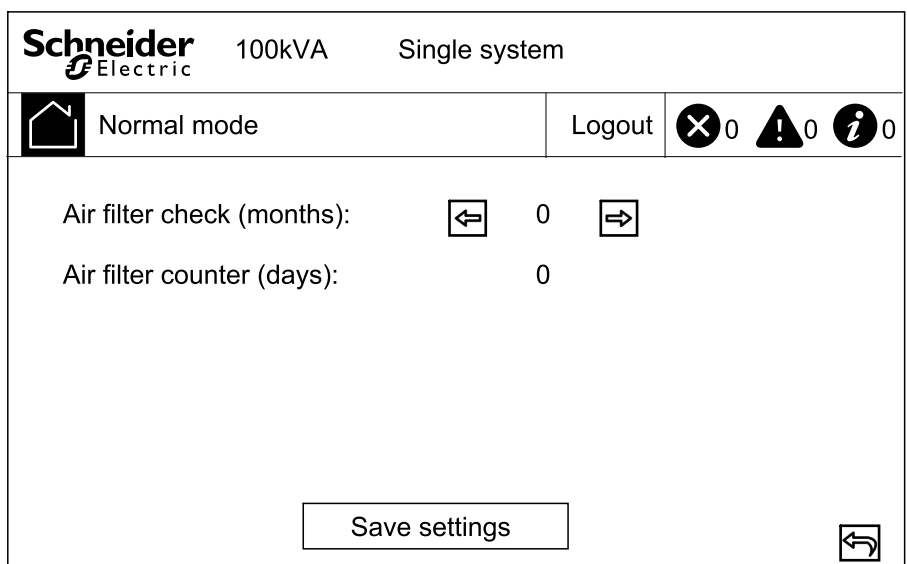 Schneider Electric 100kVA Single system
Normal mode Logout 0 0 0
Air filter check (months): 0
Air filter counter (days): 0
Save settings